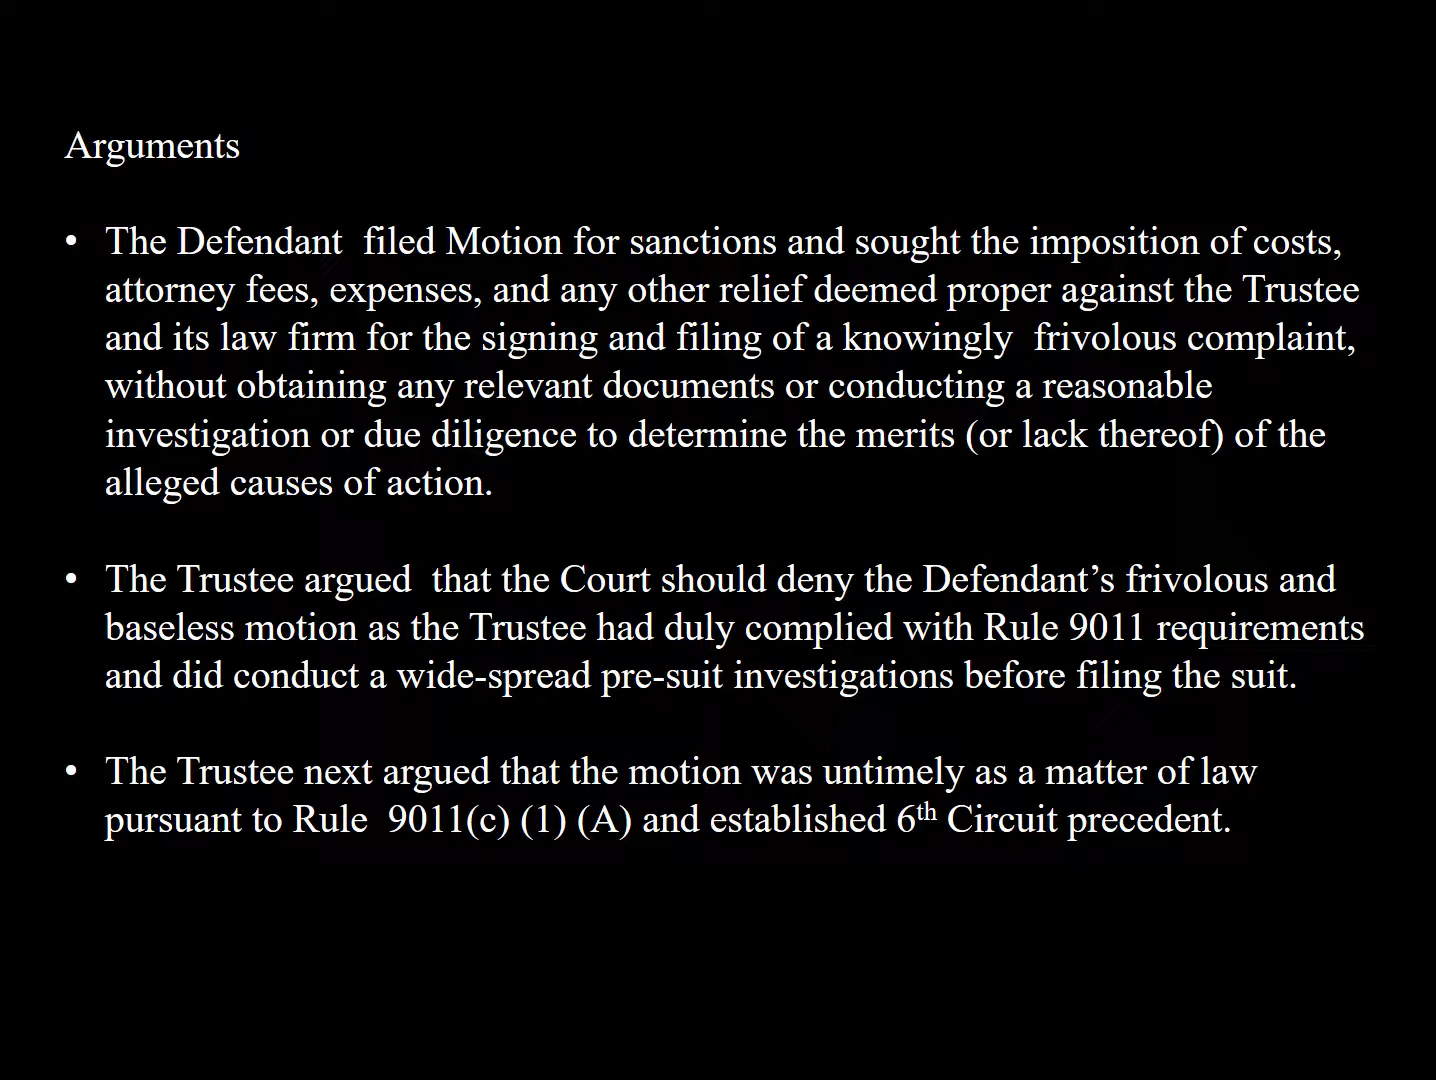 Arguments
• The Defendant  filed Motion for sanctions and sought the imposition of costs,
attorney fees, expenses, and any other relief deemed proper against the Trustee
and its law firm for the signing and filing of a knowingly  frivolous complaint,
without obtaining any relevant documents or conducting a reasonable
investigation or due diligence to determine the merits (or lack thereof) of the
alleged causes of action.
• The Trustee argued  that the Court should deny the Defendant’s frivolous and
baseless motion as the Trustee had duly complied with Rule 9011 requirements
and did conduct a wide-spread pre-suit investigations before filing the suit.
• The Trustee next argued that the motion was untimely as a matter of law
pursuant to Rule  9011(c) (1) (A) and established 6th Circuit precedent.